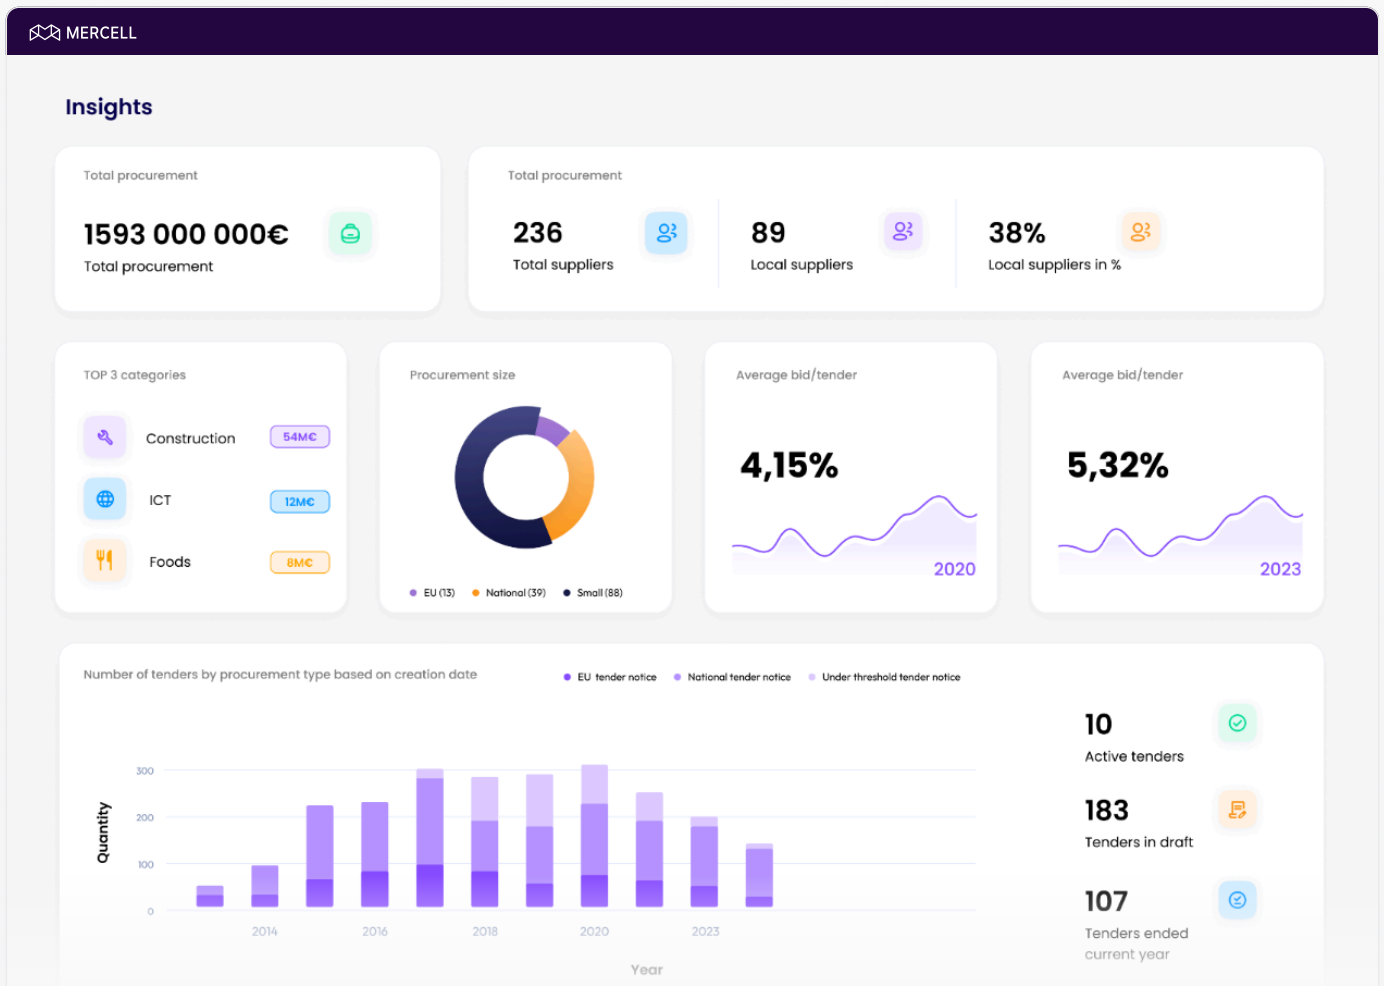 MERCELL
Insights
Total procurement
1593 000 000€
Total procurement
Total procurement
236
Total suppliers
89
Local suppliers
38%
Local suppliers in %
TOP 3 categories
Construction
54M€
ICT
12M€
Foods
8M€
Procurement size
EU (13) National (39) Small (88)
Average bid/tender
4,15%
2020
Average bid/tender
5,32%
2023
Number of tenders by procurement type based on creation date
EU tender notice National tender notice Under threshold tender notice
Quantity
300
200
100
0
2014 2016 2018 2020 2023
Year
10
Active tenders
183
Tenders in draft
107
Tenders ended
current year